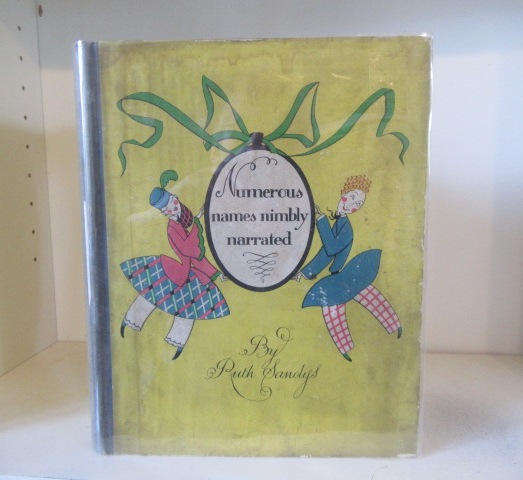 Numerous
names nimbly
narrated
By
Ruth Sandys